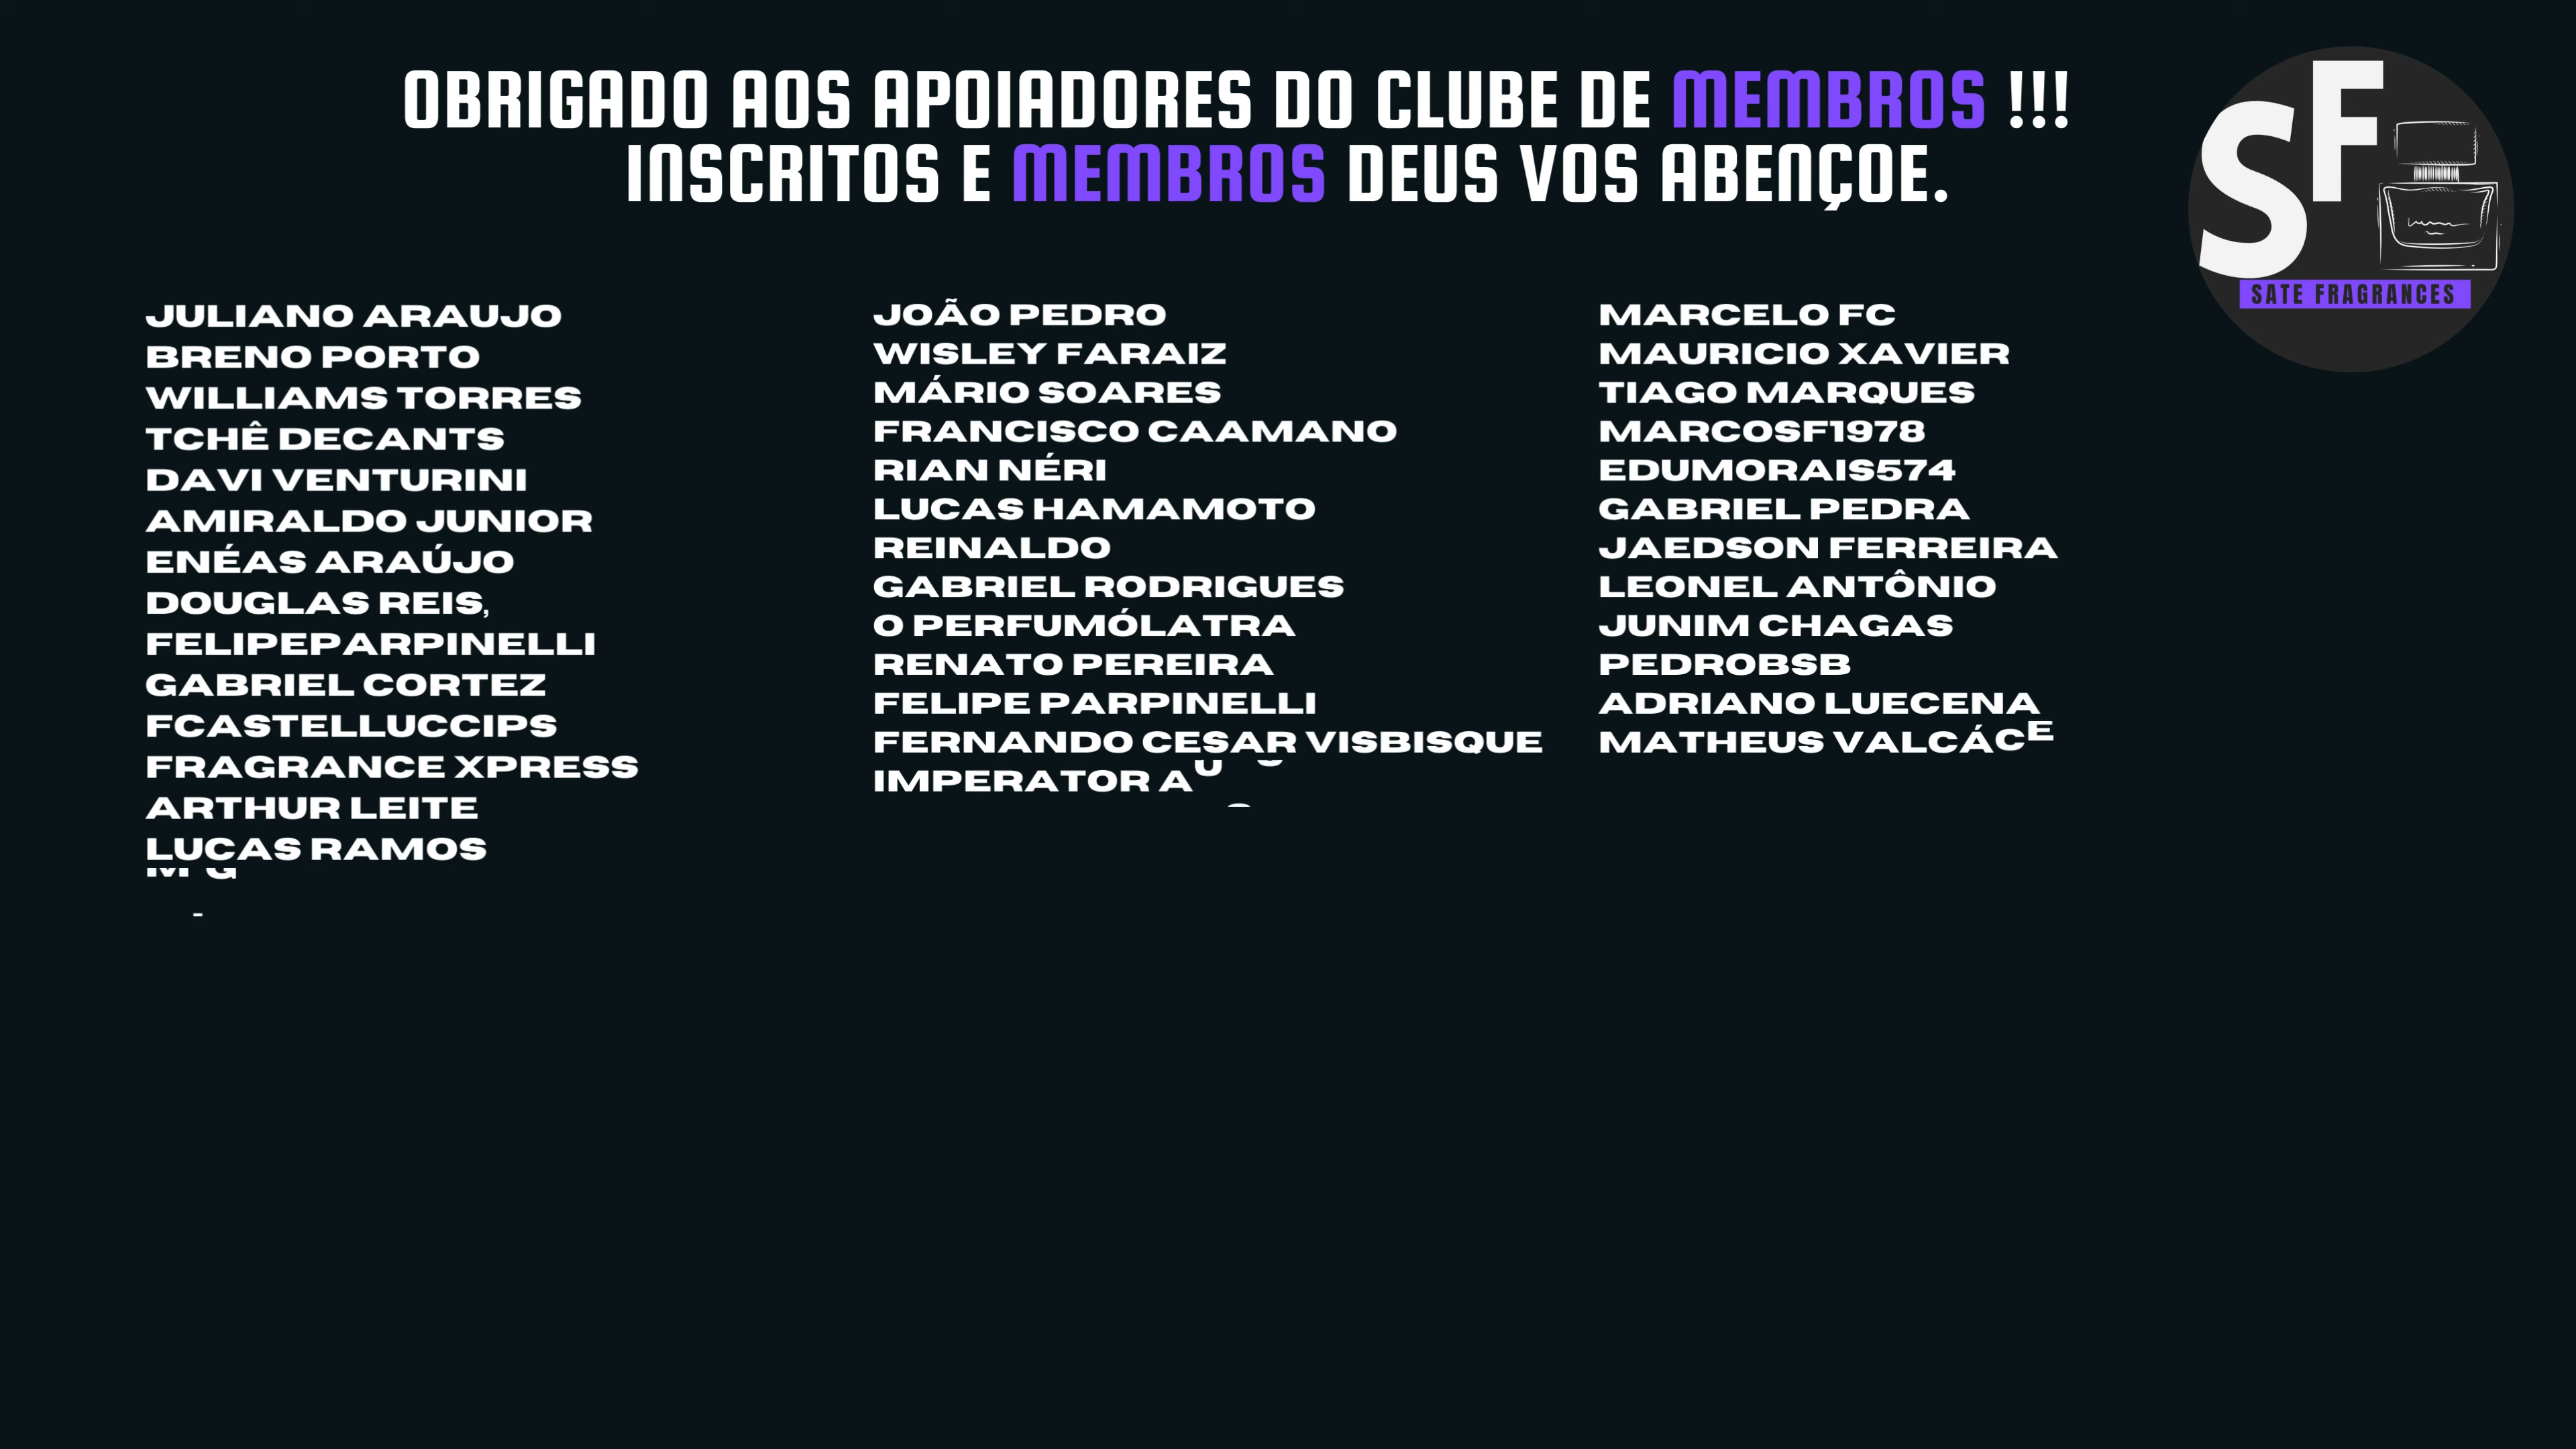 OBRIGADO AOS APOIADORES DO CLUBE DE MEMBROS !!!
INSCRITOS E MEMBROS DEUS VOS ABENÇOE.
SF
SATE FRAGRANCES
JULIANO ARAUJO
BRENO PORTO
WILLIAMS TORRES
TCHÊ DECANTS
DAVI VENTURINI
AMIRALDO JUNIOR
ENÉAS ARAÚJO
DOUGLAS REIS,
FELIPEPARPINELLI
GABRIEL CORTEZ
FCASTELLUCCIPS
FRAGRANCE XPRESS
ARTHUR LEITE
LUCAS RAMOS
JOÃO PEDRO
WISLEY FARAIZ
MÁRIO SOARES
FRANCISCO CAAMANO
RIAN NÉRI
LUCAS HAMAMOTO
REINALDO
GABRIEL RODRIGUES
O PERFUMÓLATRA
RENATO PEREIRA
FELIPE PARPINELLI
FERNANDO CESAR VISBISQUE
IMPERATOR
MARCELO FC
MAURICIO XAVIER
TIAGO MARQUES
MARCOSF1978
EDUMORAIS574
GABRIEL PEDRA
JAEDSON FERREIRA
LEONEL ANTÔNIO
JUNIM CHAGAS
PEDROBSB
ADRIANO LUECENA
MATHEUS VALCÁCE